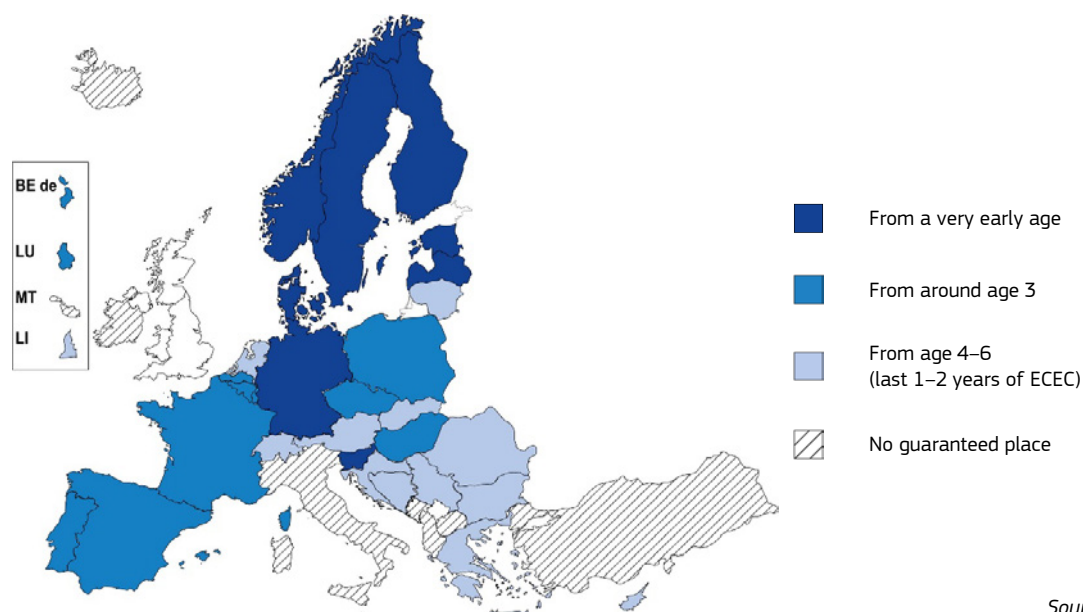 BE de
LU
MT
LI
From a very early age
From around age 3
From age 4–6
(last 1–2 years of ECEC)
No guaranteed place